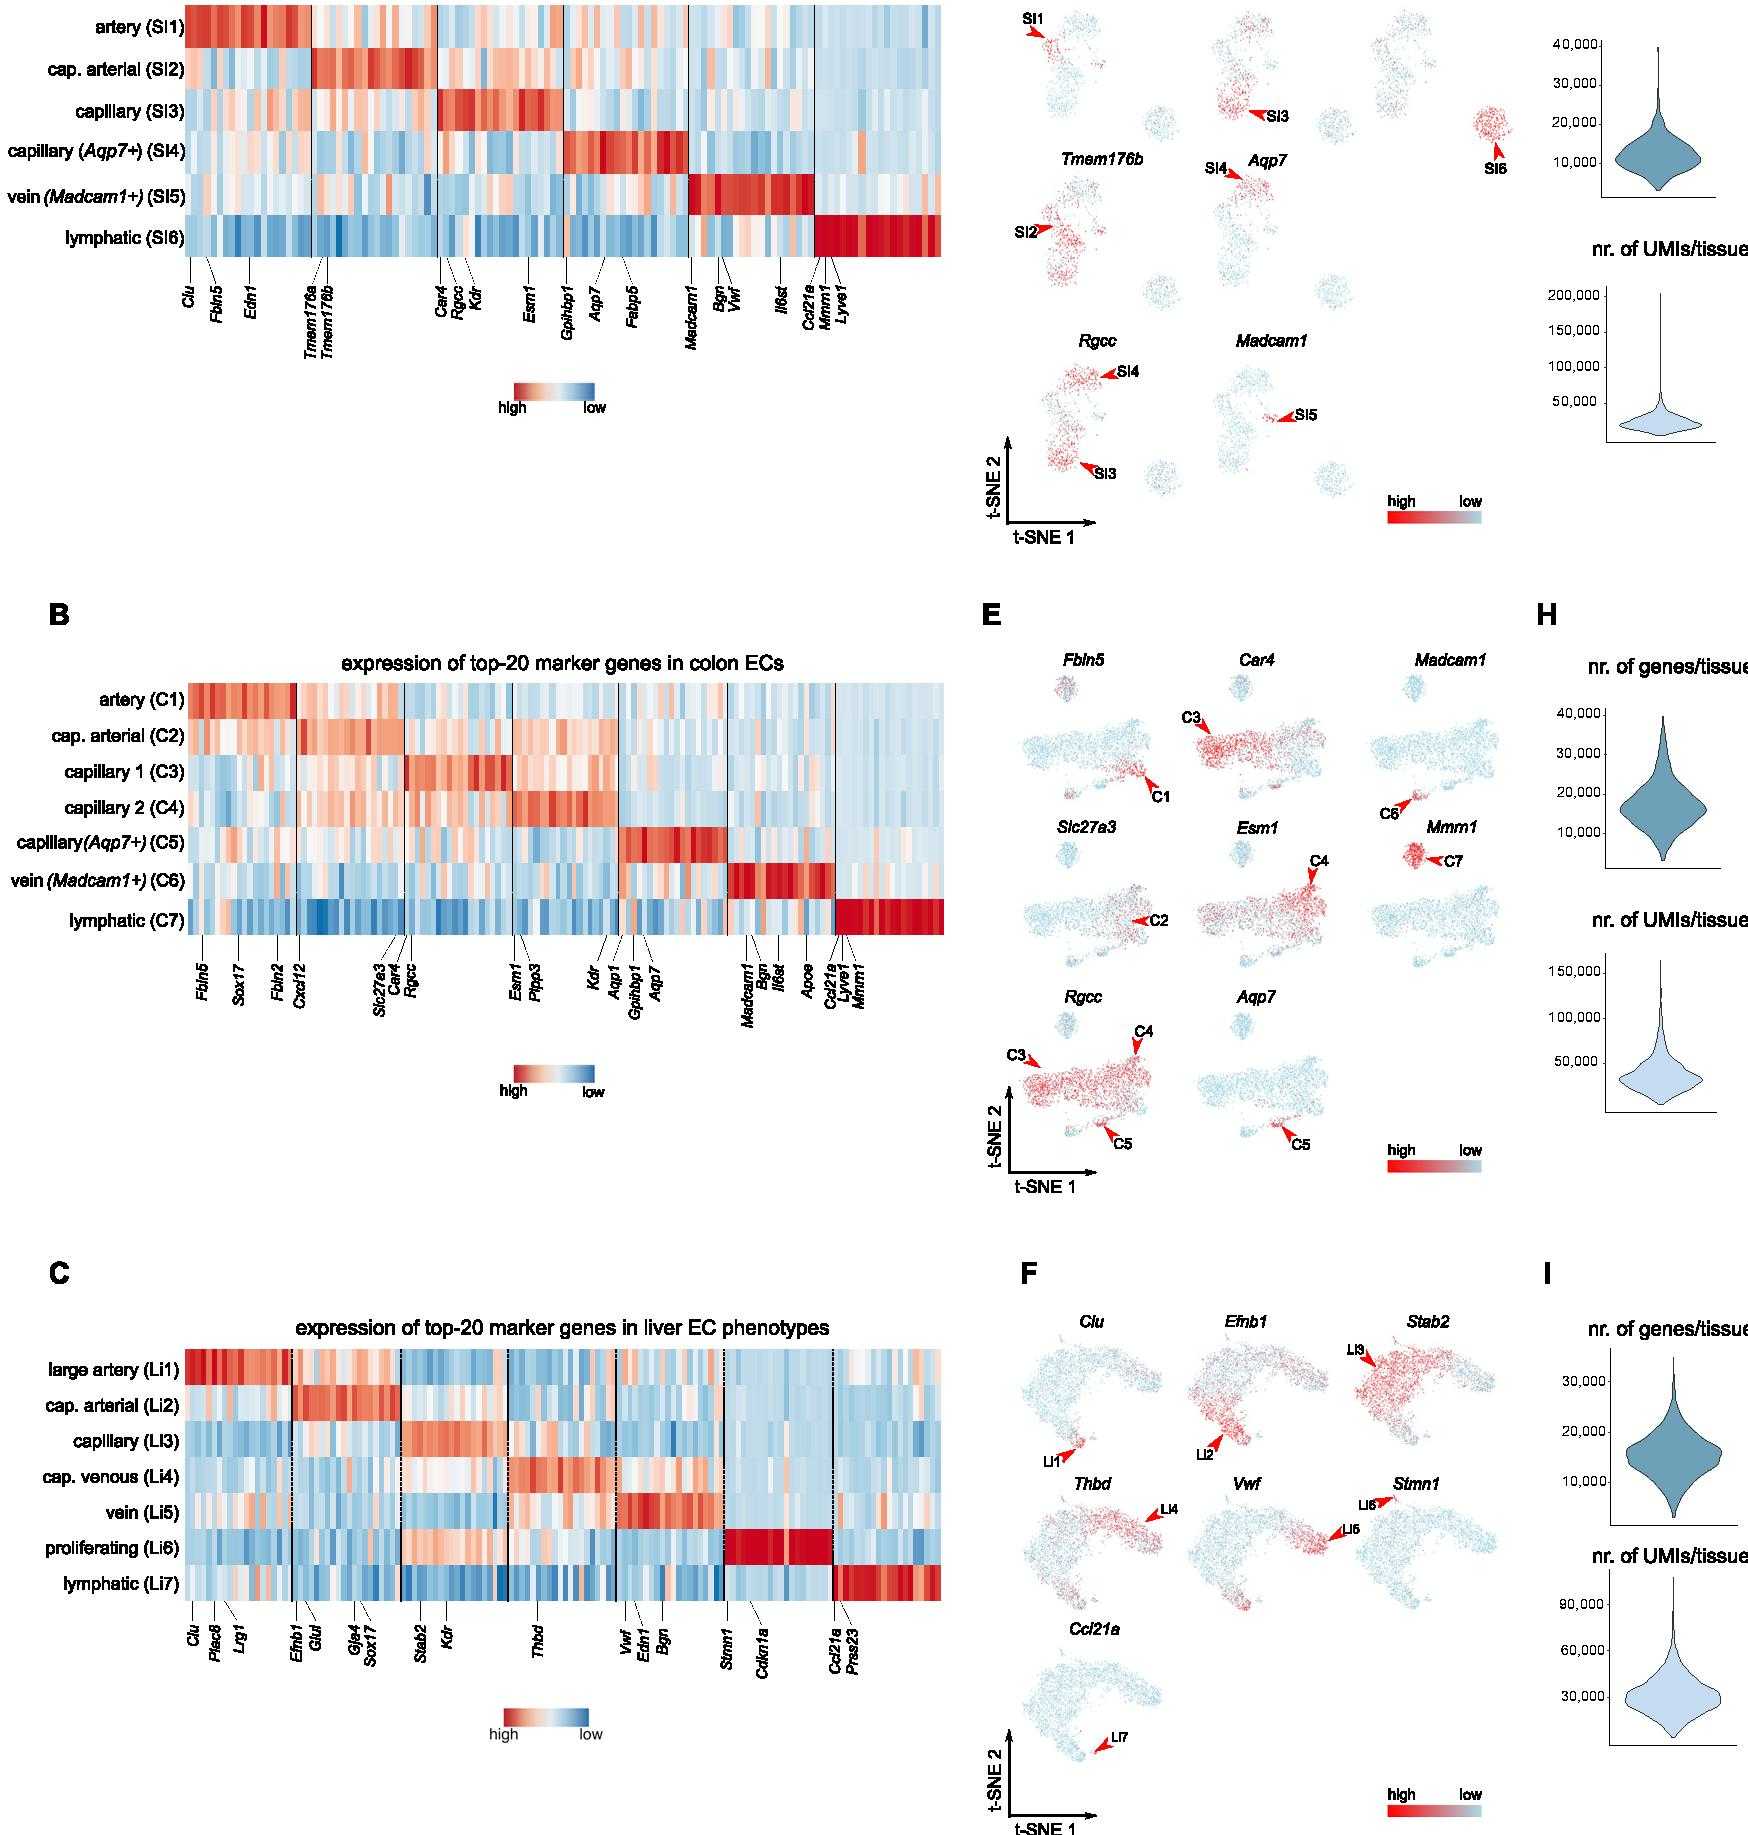 artery (SI1)
cap. arterial (SI2)
capillary (SI3)
capillary (Aqp7+) (SI4)
vein (Madcam1+) (SI5)
lymphatic (SI6)
Clu
Fbln5
Edn1
Tmem176a
Tmem176b
Car4
Rgcc
Kdr
Esm1
Gpihbp1
Aqp7
Fabp5
Madcam1
Bgn
Vwf
Il6st
Ccl21a
Mmrn1
Lyve1
high low
SI1
SI3
SI6
Tmem176b
Aqp7
SI4
SI2
Rgcc
Madcam1
SI4
SI5
SI3
t-SNE 2
t-SNE 1
high low
40,000
30,000
20,000
10,000
nr. of UMIs/tissue
200,000
150,000
100,000
50,000
B
expression of top-20 marker genes in colon ECs
artery (C1)
cap. arterial (C2)
capillary 1 (C3)
capillary 2 (C4)
capillary(Aqp7+) (C5)
vein (Madcam1+) (C6)
lymphatic (C7)
Fbln5
Sox17
Fbln2
Cxcl12
Slc27a3
Car4
Rgcc
Esm1
Plpp3
Kdr
Aqp1
Gpihbp1
Aqp7
Madcam1
Bgn
Il6st
Apoe
Ccl21a
Lyve1
Mmrn1
high low
E
Fbln5
Car4
Madcam1
C3
C1
C6
Slc27a3
Esm1
Mmrn1
C4
C7
C2
Rgcc
Aqp7
C3
C4
C5
C5
t-SNE 2
t-SNE 1
high low
H
nr. of genes/tissue
40,000
30,000
20,000
10,000
nr. of UMIs/tissue
150,000
100,000
50,000
C
expression of top-20 marker genes in liver EC phenotypes
large artery (Li1)
cap. arterial (Li2)
capillary (LI3)
cap. venous (Li4)
vein (Li5)
proliferating (Li6)
lymphatic (Li7)
Clu
Plac8
Lrg1
Efnb1
Glul
Gja4
Sox17
Stab2
Kdr
Thbd
Vwf
Edn1
Bgn
Stmn1
Cdkn1a
Ccl21a
Prss23
high low
F
Clu
Efnb1
Stab2
LI3
LI1
LI2
Thbd
Vwf
Stmn1
LI4
LI5
LI6
Ccl21a
LI7
t-SNE 2
t-SNE 1
high low
I
nr. of genes/tissue
30,000
20,000
10,000
nr. of UMIs/tissue
90,000
60,000
30,000